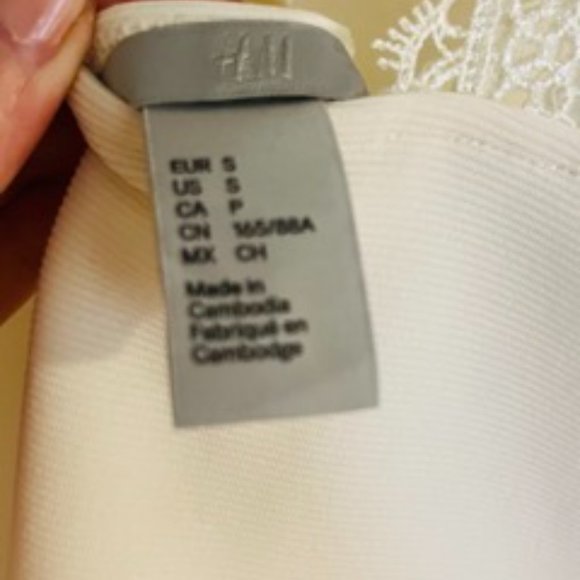 H&M
EUR S
US S
CA P
CN 165/88A
MX CH
Made in
Cambodia
Fabriqué en
Cambodge